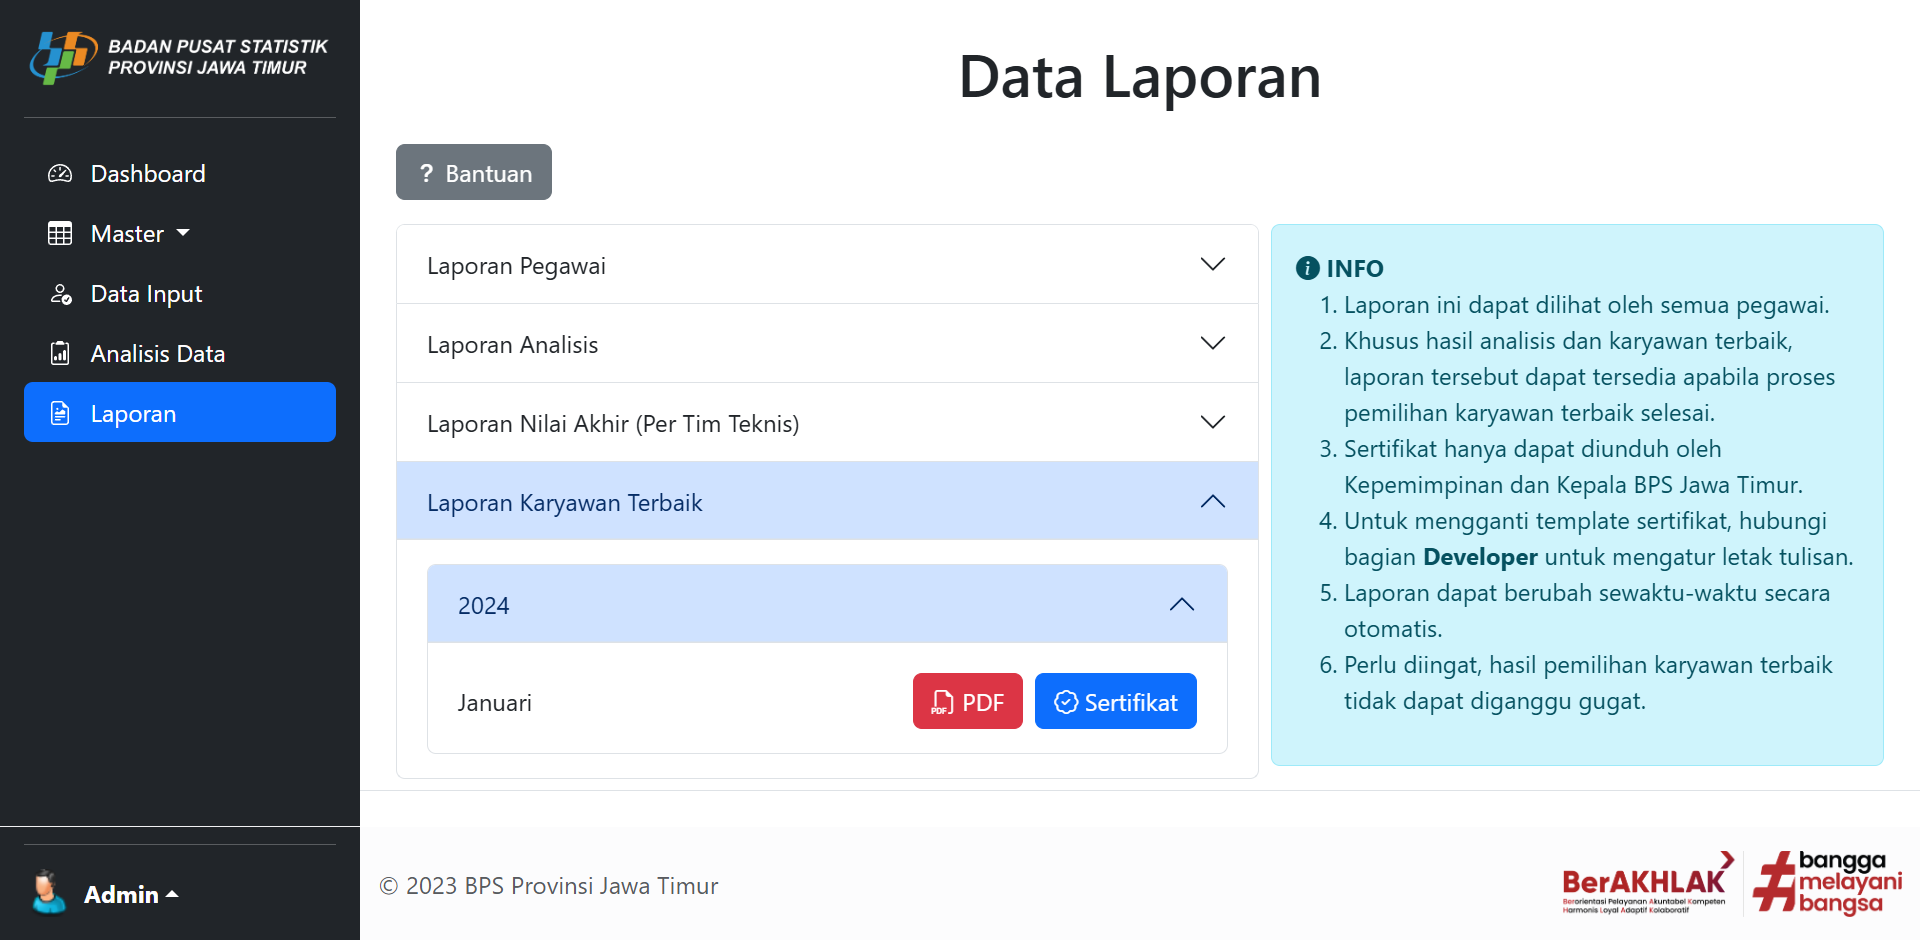 BADAN PUSAT STATISTIK
PROVINSI JAWA TIMUR
Dashboard
Master
Data Input
Analisis Data
Laporan
Admin
Data Laporan
? Bantuan
Laporan Pegawai
Laporan Analisis
Laporan Nilai Akhir (Per Tim Teknis)
Laporan Karyawan Terbaik
2024
Januari
PDF PDF
Sertifikat
INFO
1. Laporan ini dapat dilihat oleh semua pegawai.
2. Khusus hasil analisis dan karyawan terbaik,
laporan tersebut dapat tersedia apabila proses
pemilihan karyawan terbaik selesai.
3. Sertifikat hanya dapat diunduh oleh
Kepemimpinan dan Kepala BPS Jawa Timur.
4. Untuk mengganti template sertifikat, hubungi
bagian Developer untuk mengatur letak tulisan.
5. Laporan dapat berubah sewaktu-waktu secara
otomatis.
6. Perlu diingat, hasil pemilihan karyawan terbaik
tidak dapat diganggu gugat.
© 2023 BPS Provinsi Jawa Timur
BerAKHLAK
Berorientasi Pelayanan Akuntabel Kompeten
Harmonis Loyal Adaptif Kolaboratif
#bangga
melayani
bangsa